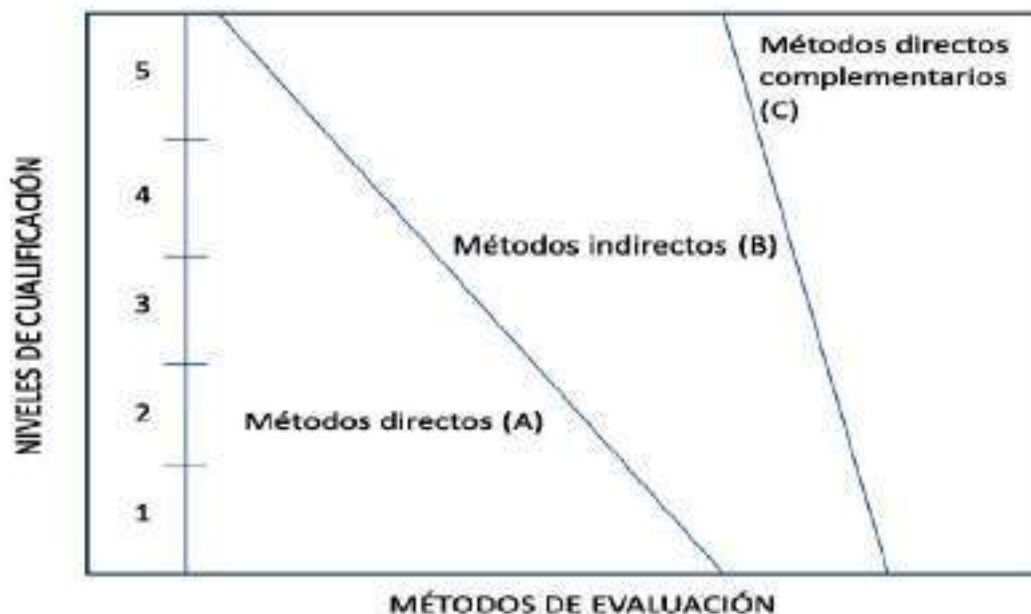 NIVELES DE CUALIFICACIÓN
5
4
3
2
1
Métodos directos
complementarios
(C)
Métodos indirectos (B)
Métodos directos (A)
MÉTODOS DE EVALUACIÓN